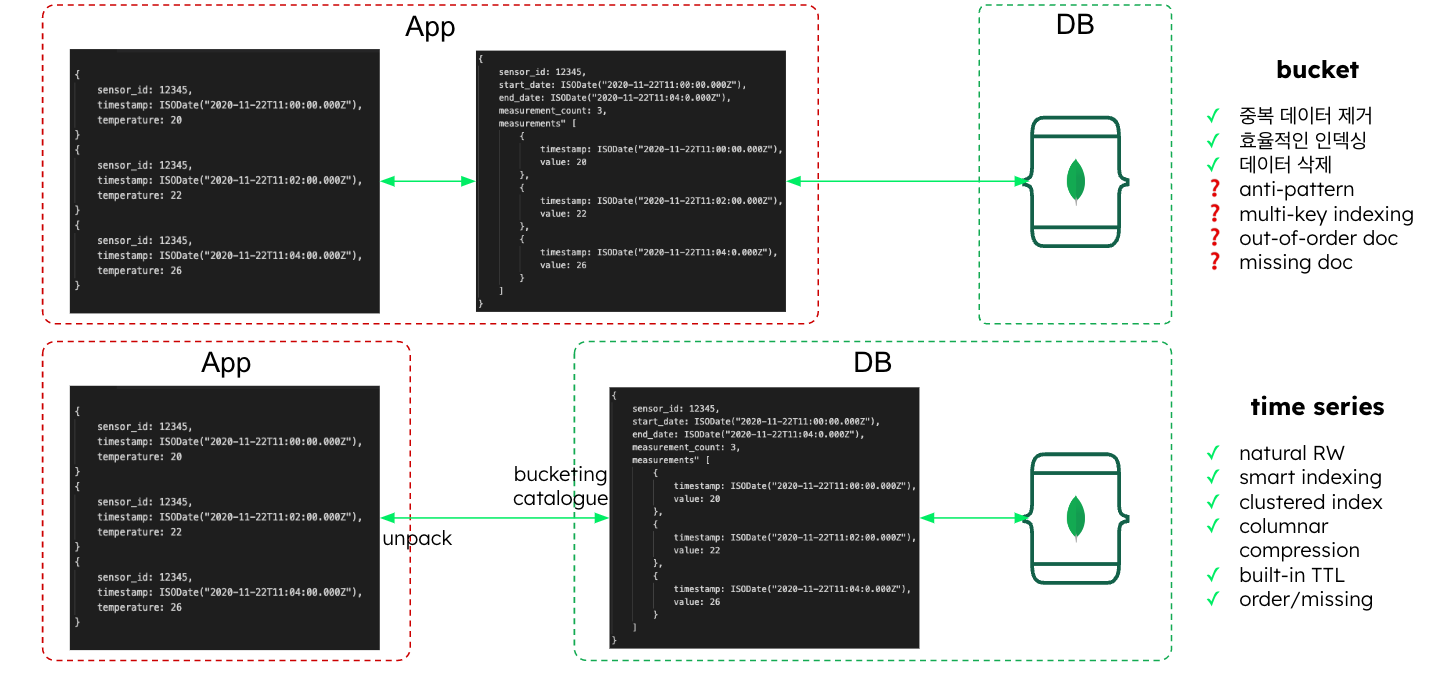 App
{
sensor_id: 12345,
timestamp: ISODate("2020-11-22T11:00:00.000Z"),
temperature: 20
}
{
sensor_id: 12345,
timestamp: ISODate("2020-11-22T11:02:00.000Z"),
temperature: 22
}
{
sensor_id: 12345,
timestamp: ISODate("2020-11-22T11:04:00.000Z"),
temperature: 26
}
{
sensor_id: 12345,
start_date: ISODate("2020-11-22T11:00:00.000Z"),
end_date: ISODate("2020-11-22T11:04:0.000Z"),
measurement_count: 3,
measurements" [
{
timestamp: ISODate("2020-11-22T11:00:00.000Z"),
value: 20
},
{
timestamp: ISODate("2020-11-22T11:02:00.000Z"),
value: 22
},
{
timestamp: ISODate("2020-11-22T11:04:0.000Z"),
value: 26
}
]
}
DB
bucket
✓ 중복 데이터 제거
✓ 효율적인 인덱싱
✓ 데이터 삭제
? anti-pattern
? multi-key indexing
? out-of-order doc
? missing doc
App
{
sensor_id: 12345,
timestamp: ISODate("2020-11-22T11:00:00.000Z"),
temperature: 20
}
{
sensor_id: 12345,
timestamp: ISODate("2020-11-22T11:02:00.000Z"),
temperature: 22
}
{
sensor_id: 12345,
timestamp: ISODate("2020-11-22T11:04:00.000Z"),
temperature: 26
}
bucketing
catalogue
unpack
DB
{
sensor_id: 12345,
start_date: ISODate("2020-11-22T11:00:00.000Z"),
end_date: ISODate("2020-11-22T11:04:0.000Z"),
measurement_count: 3,
measurements" [
{
timestamp: ISODate("2020-11-22T11:00:00.000Z"),
value: 20
},
{
timestamp: ISODate("2020-11-22T11:02:00.000Z"),
value: 22
},
{
timestamp: ISODate("2020-11-22T11:04:0.000Z"),
value: 26
}
]
}
time series
✓ natural RW
✓ smart indexing
✓ clustered index
✓ columnar
compression
✓ built-in TTL
✓ order/missing